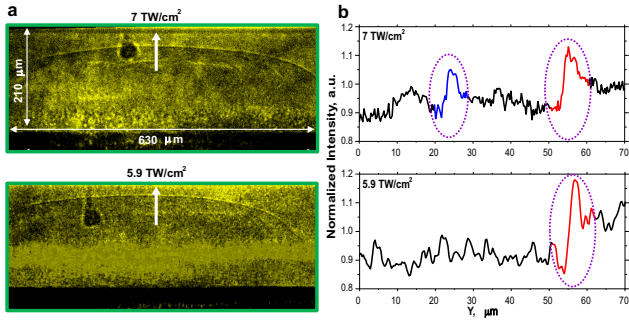 a
7 TW/cm²
210 μm
630 μm
5.9 TW/cm²
b
Normalized Intensity, a.u.
7 TW/cm²
1.2
1.1
1.0
0.9
0.8
0 10 20 30 40 50 60 70
5.9 TW/cm²
1.2
1.1
1.0
0.9
0.8
0 10 20 30 40 50 60 70
Y, μm